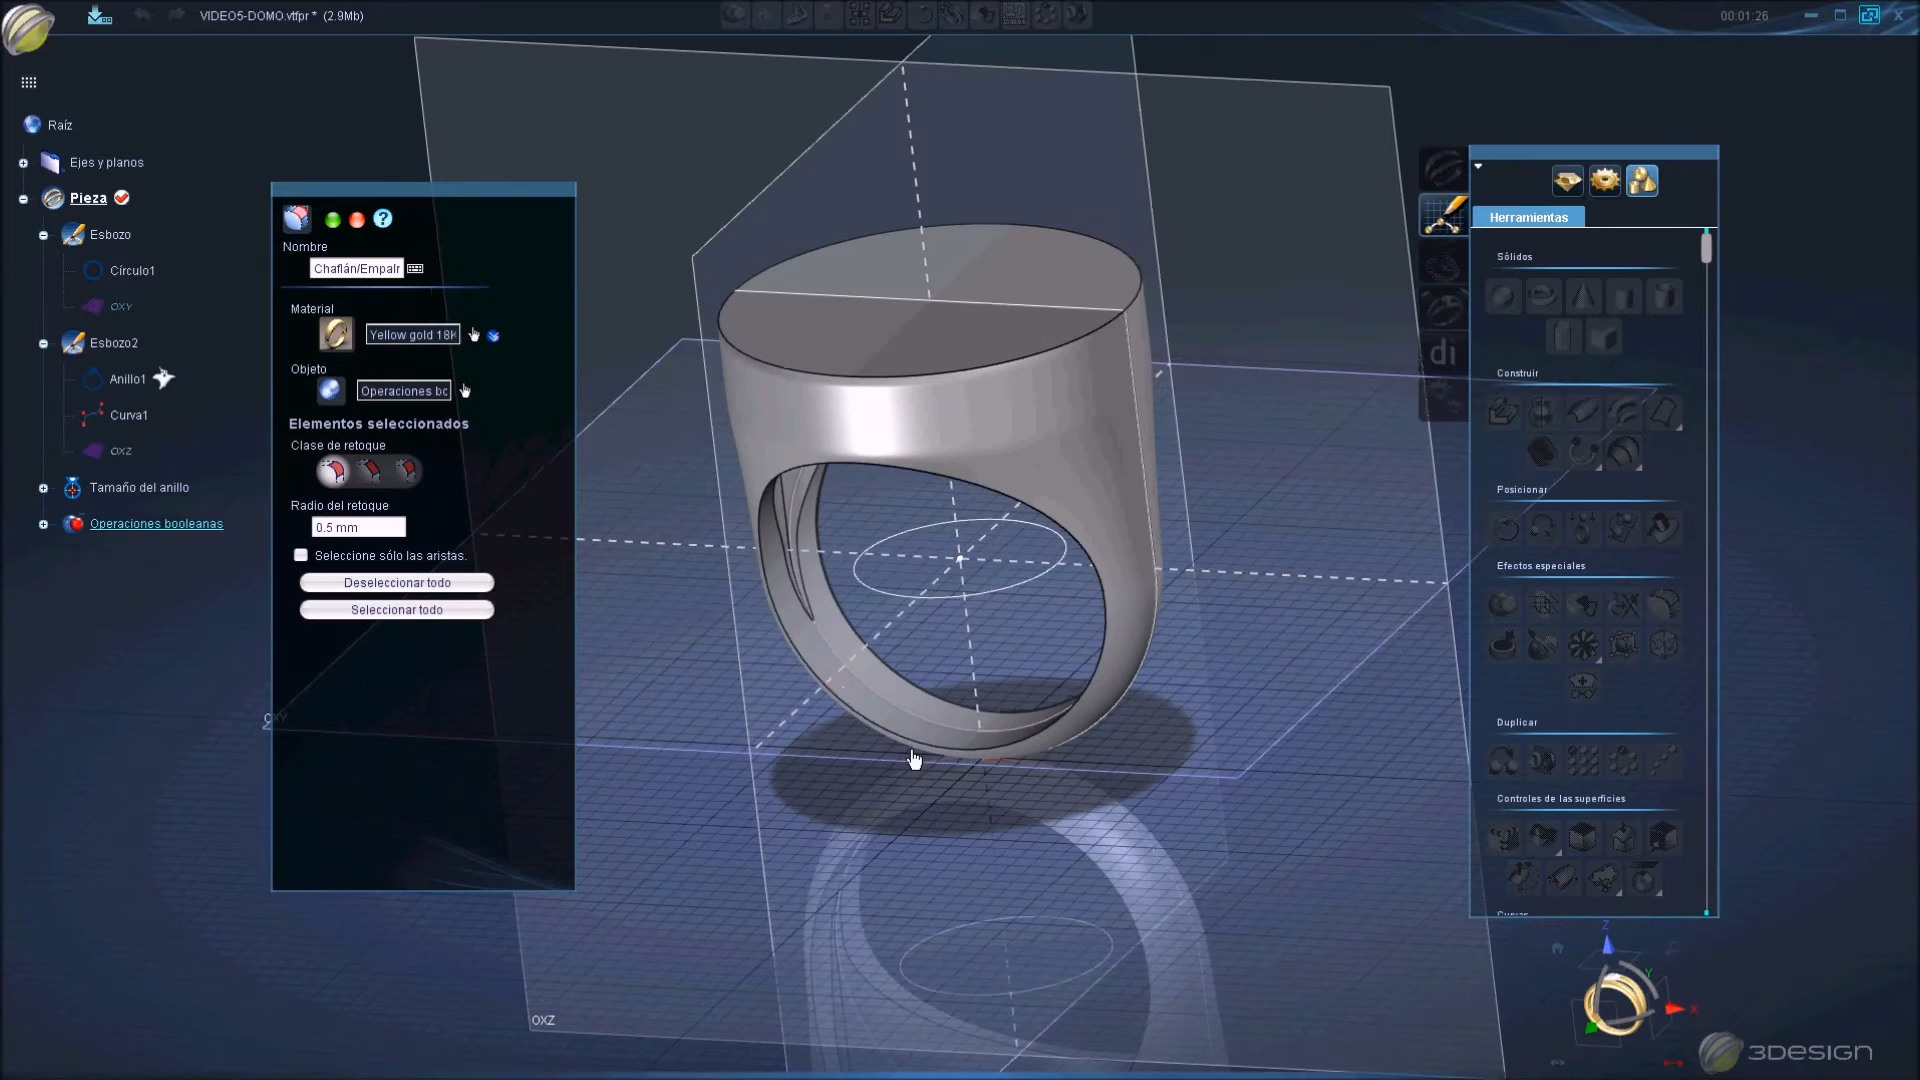 VIDEO5-DOMO.vtfpr * (2.9Mb)
00:01:26
Raíz
Ejes y planos
Pieza
Esbozo
Círculo1
OXY
Esbozo2
Anillo1
Curva1
OXZ
Tamaño del anillo
Operaciones booleanas
Nombre
Chaflán/Empalr
Material
Yellow gold 18K
Objeto
Operaciones bo
Elementos seleccionados
Clase de retoque
Radio del retoque
0.5 mm
Seleccione sólo las aristas.
Deseleccionar todo
Seleccionar todo
OXZ
di
Herramientas
Sólidos
Construir
Posicionar
Efectos especiales
Duplicar
Controles de las superficies
Z
Y
X
3DESIGN